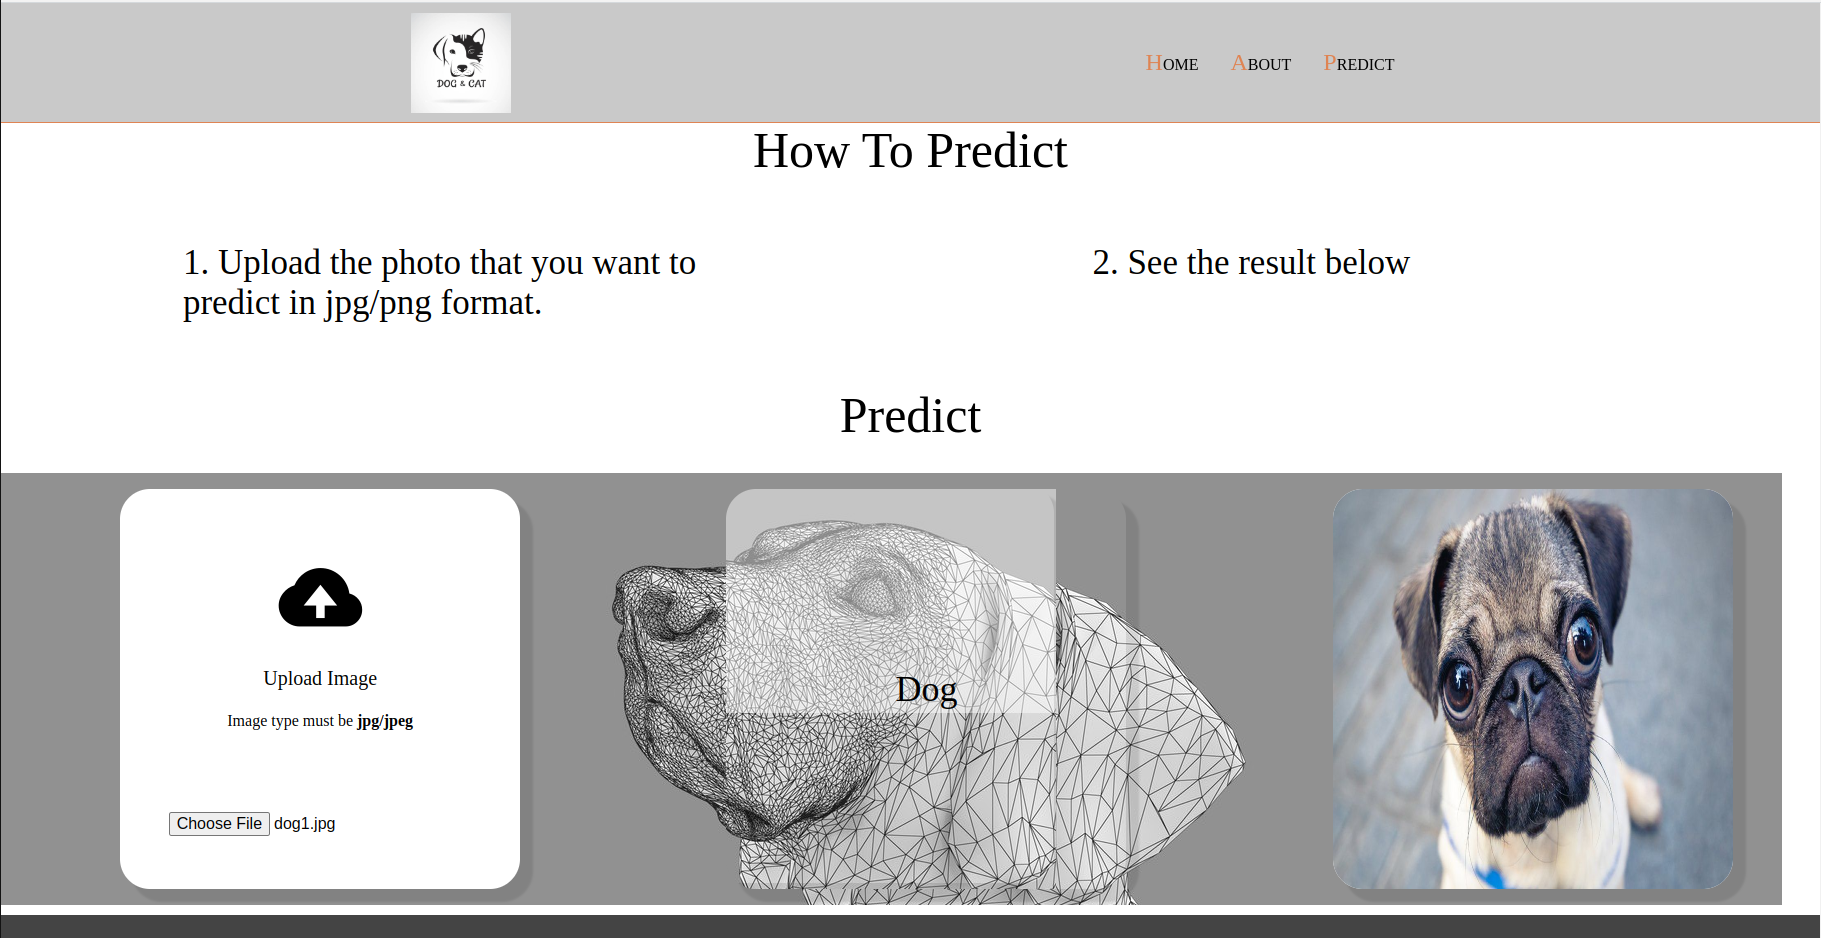 DOG & CAT
HOME ABOUT PREDICT
How To Predict
1. Upload the photo that you want to
predict in jpg/png format.
2. See the result below
Predict
Upload Image
Image type must be jpg/jpeg
Choose File dog1.jpg
Dog